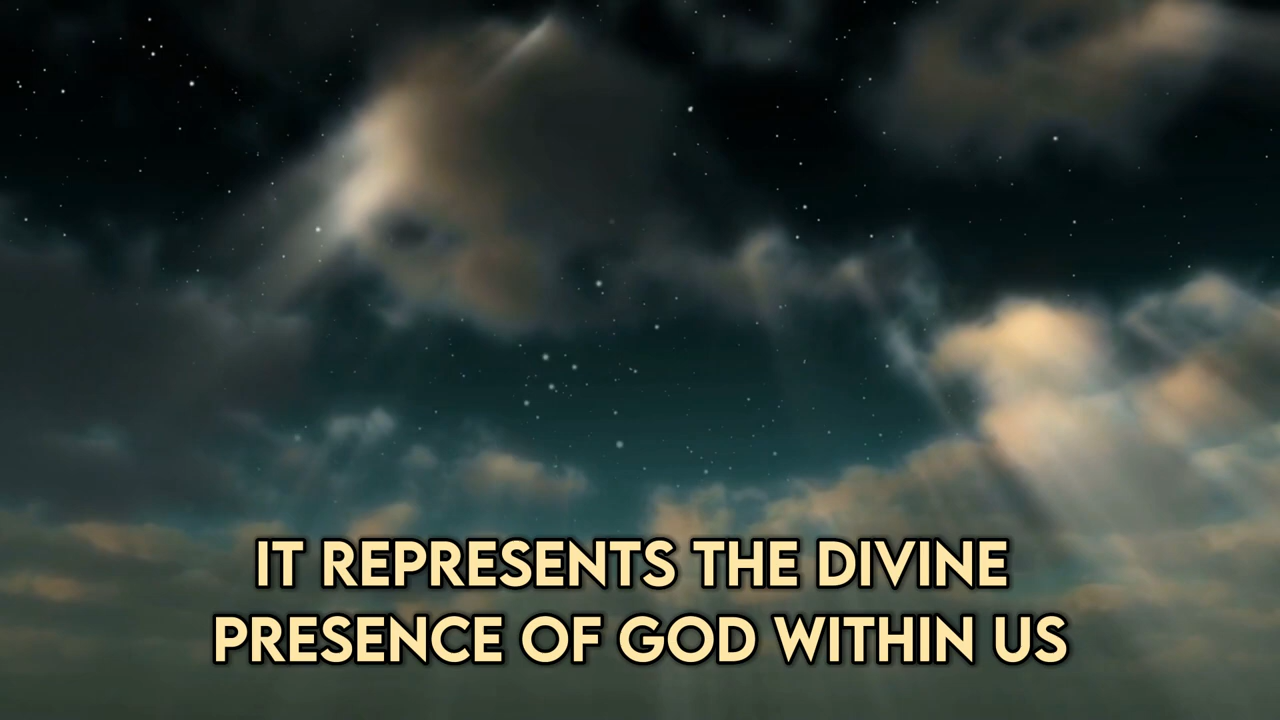 IT REPRESENTS THE DIVINE
PRESENCE OF GOD WITHIN US